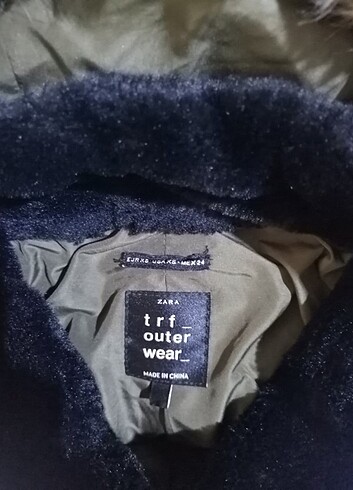 EUR XS USA XS - MEX 24
ZARA
trf_
outer
wear_
MADE IN CHINA